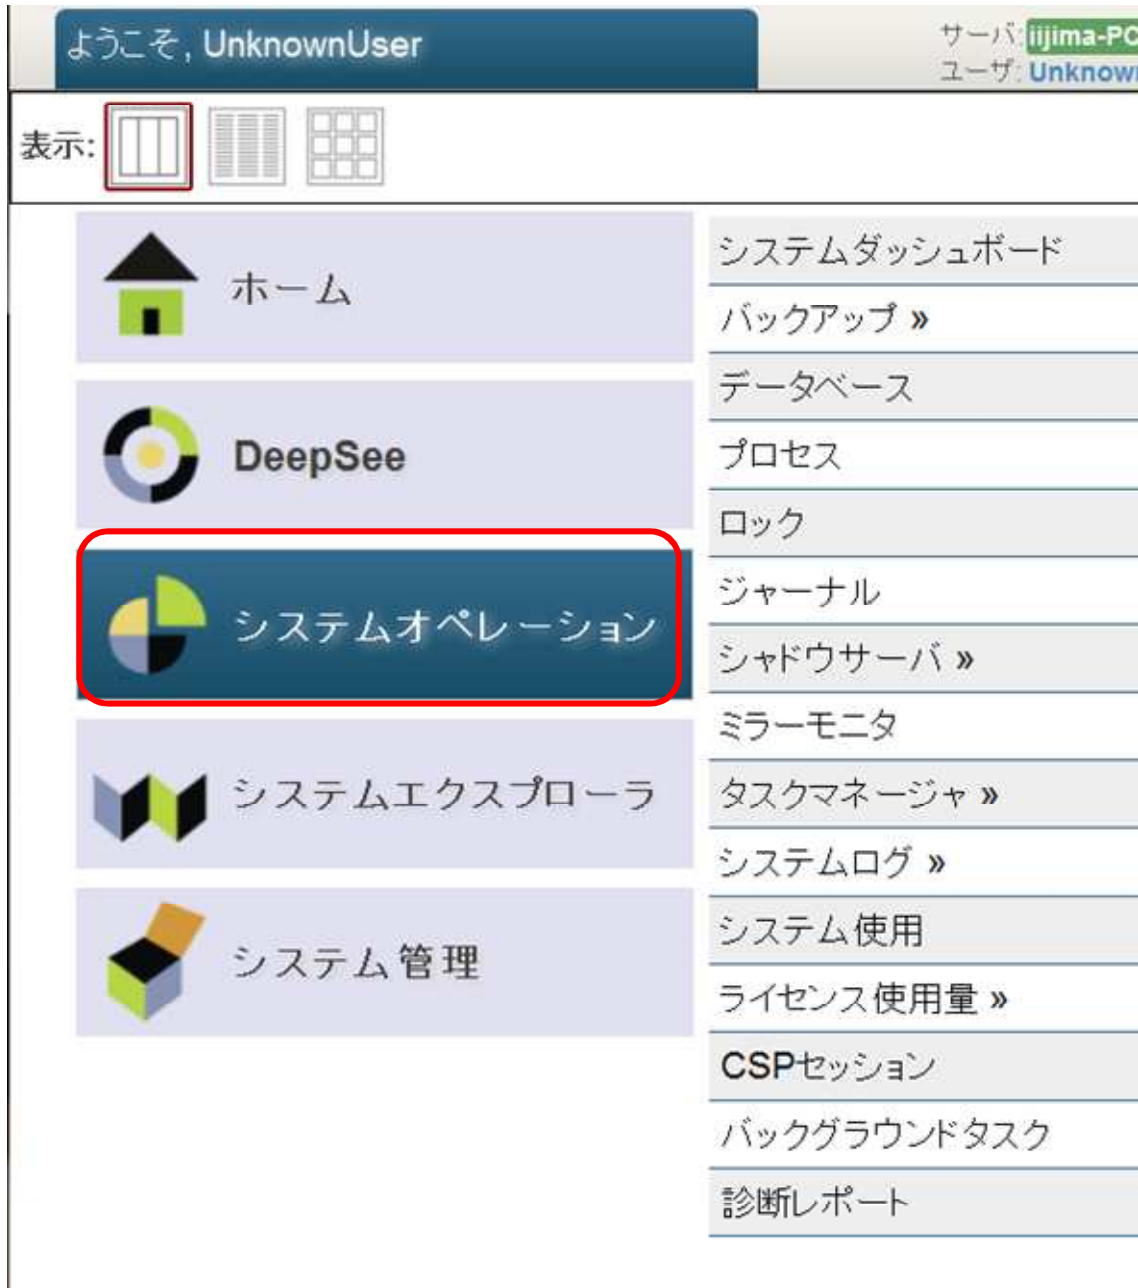 ようこそ, UnknownUser
サーバ: iijima-PC
ユーザ: Unknown
表示:
ホーム
DeepSee
システムオペレーション
システムエクスプローラ
システム管理
システムダッシュボード
バックアップ »
データベース
プロセス
ロック
ジャーナル
シャドウサーバ »
ミラーモニタ
タスクマネージャ »
システムログ »
システム使用
ライセンス使用量 »
CSPセッション
バックグラウンドタスク
診断レポート